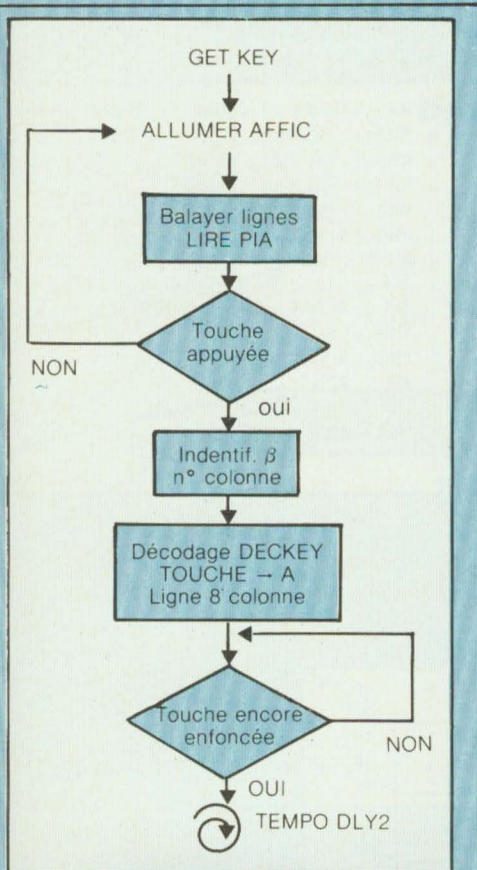 GET KEY
ALLUMER AFFIC
Balayer lignes
LIRE PIA
Touche
appuyée
NON
oui
Indentif. β
n° colonne
Décodage DECKEY
TOUCHE → A
Ligne 8 colonne
Touche encore
enfoncée
NON
OUI
TEMPO DLY2